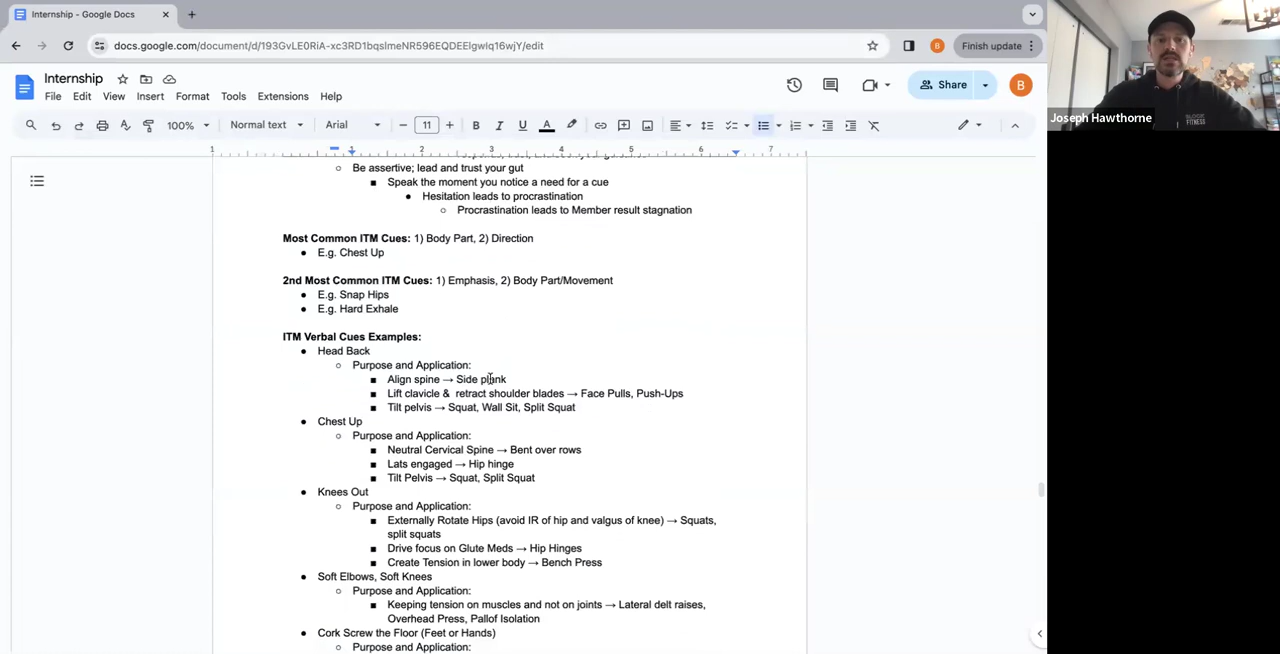 Internship - Google Docs
docs.google.com/document/d/193GvLE0RiA-xc3RD1bqsImeNR596EQDEEIgwIq16wjY/edit
B
Finish update
Internship
File Edit View Insert Format Tools Extensions Help
Share
B
100% Normal text Arial 11 B I U A
1 1 2 3 4 5 6 7
Be assertive; lead and trust your gut
Speak the moment you notice a need for a cue
Hesitation leads to procrastination
Procrastination leads to Member result stagnation
Most Common ITM Cues: 1) Body Part, 2) Direction
E.g. Chest Up
2nd Most Common ITM Cues: 1) Emphasis, 2) Body Part/Movement
E.g. Snap Hips
E.g. Hard Exhale
ITM Verbal Cues Examples:
Head Back
Purpose and Application:
Align spine → Side plank
Lift clavicle & retract shoulder blades → Face Pulls, Push-Ups
Tilt pelvis → Squat, Wall Sit, Split Squat
Chest Up
Purpose and Application:
Neutral Cervical Spine → Bent over rows
Lats engaged → Hip hinge
Tilt Pelvis → Squat, Split Squat
Knees Out
Purpose and Application:
Externally Rotate Hips (avoid IR of hip and valgus of knee) → Squats,
split squats
Drive focus on Glute Meds → Hip Hinges
Create Tension in lower body → Bench Press
Soft Elbows, Soft Knees
Purpose and Application:
Keeping tension on muscles and not on joints → Lateral delt raises,
Overhead Press, Pallof Isolation
Cork Screw the Floor (Feet or Hands)
Purpose and Application:
Joseph Hawthorne
FITNESS